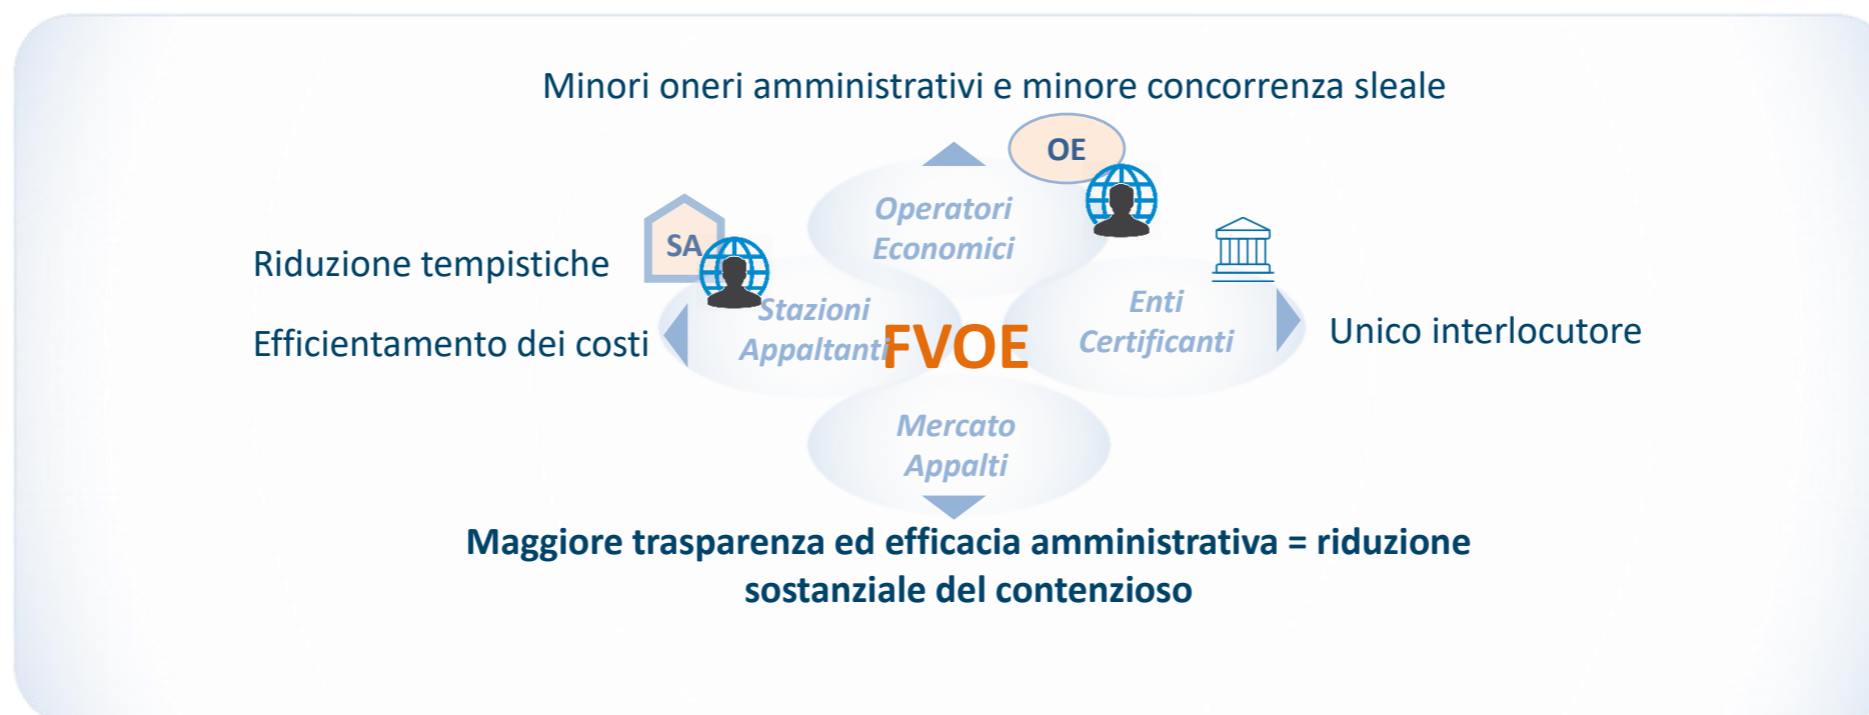 Minori oneri amministrativi e minore concorrenza sleale
OE
Operatori
Economici
SA
Riduzione tempistiche
Efficientamento dei costi
Stazioni
Appaltanti
FVOE
Enti
Certificanti
Unico interlocutore
Mercato
Appalti
Maggiore trasparenza ed efficacia amministrativa = riduzione
sostanziale del contenzioso